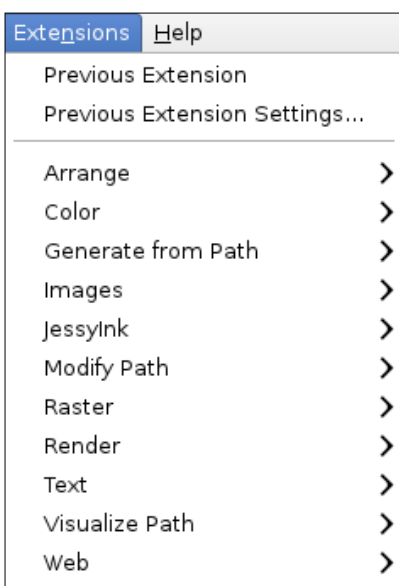 Extensions Help
Previous Extension
Previous Extension Settings...
Arrange
Color
Generate from Path
Images
JessyInk
Modify Path
Raster
Render
Text
Visualize Path
Web